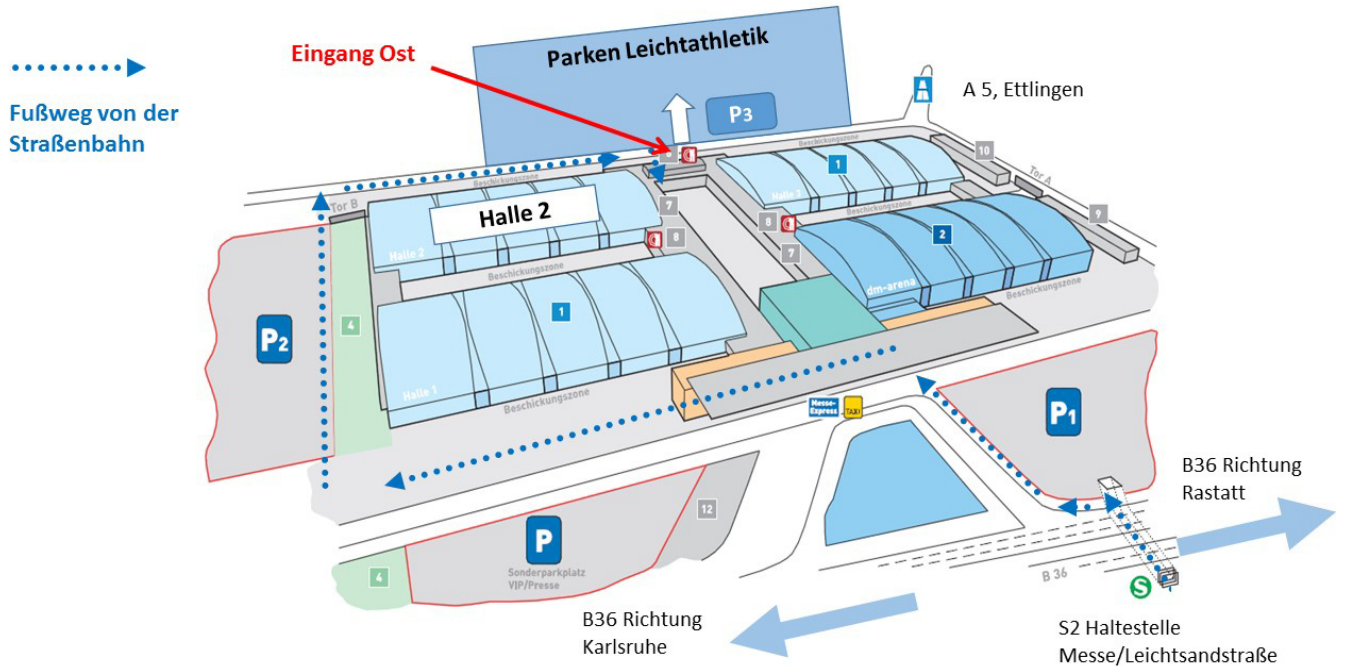 Parken Leichtathletik
Eingang Ost
Fußweg von der
Straßenbahn
P3
A 5, Ettlingen
Beschickungszone
10
1
Halle 3
Tor A
Beschickungszone
Tor B
Halle 2
7
Halle 2
8
8
7
Beschickungszone
9
2
dm-arena
Beschickungszone
Beschickungszone
4
P2
1
Halle 1
Beschickungszone
Messe-
Express
TAXI
P1
B36 Richtung
Rastatt
12
P
Sonderparkplatz
VIP/Presse
4
B 36
S
B36 Richtung
Karlsruhe
S2 Haltestelle
Messe/Leichtsandstraße